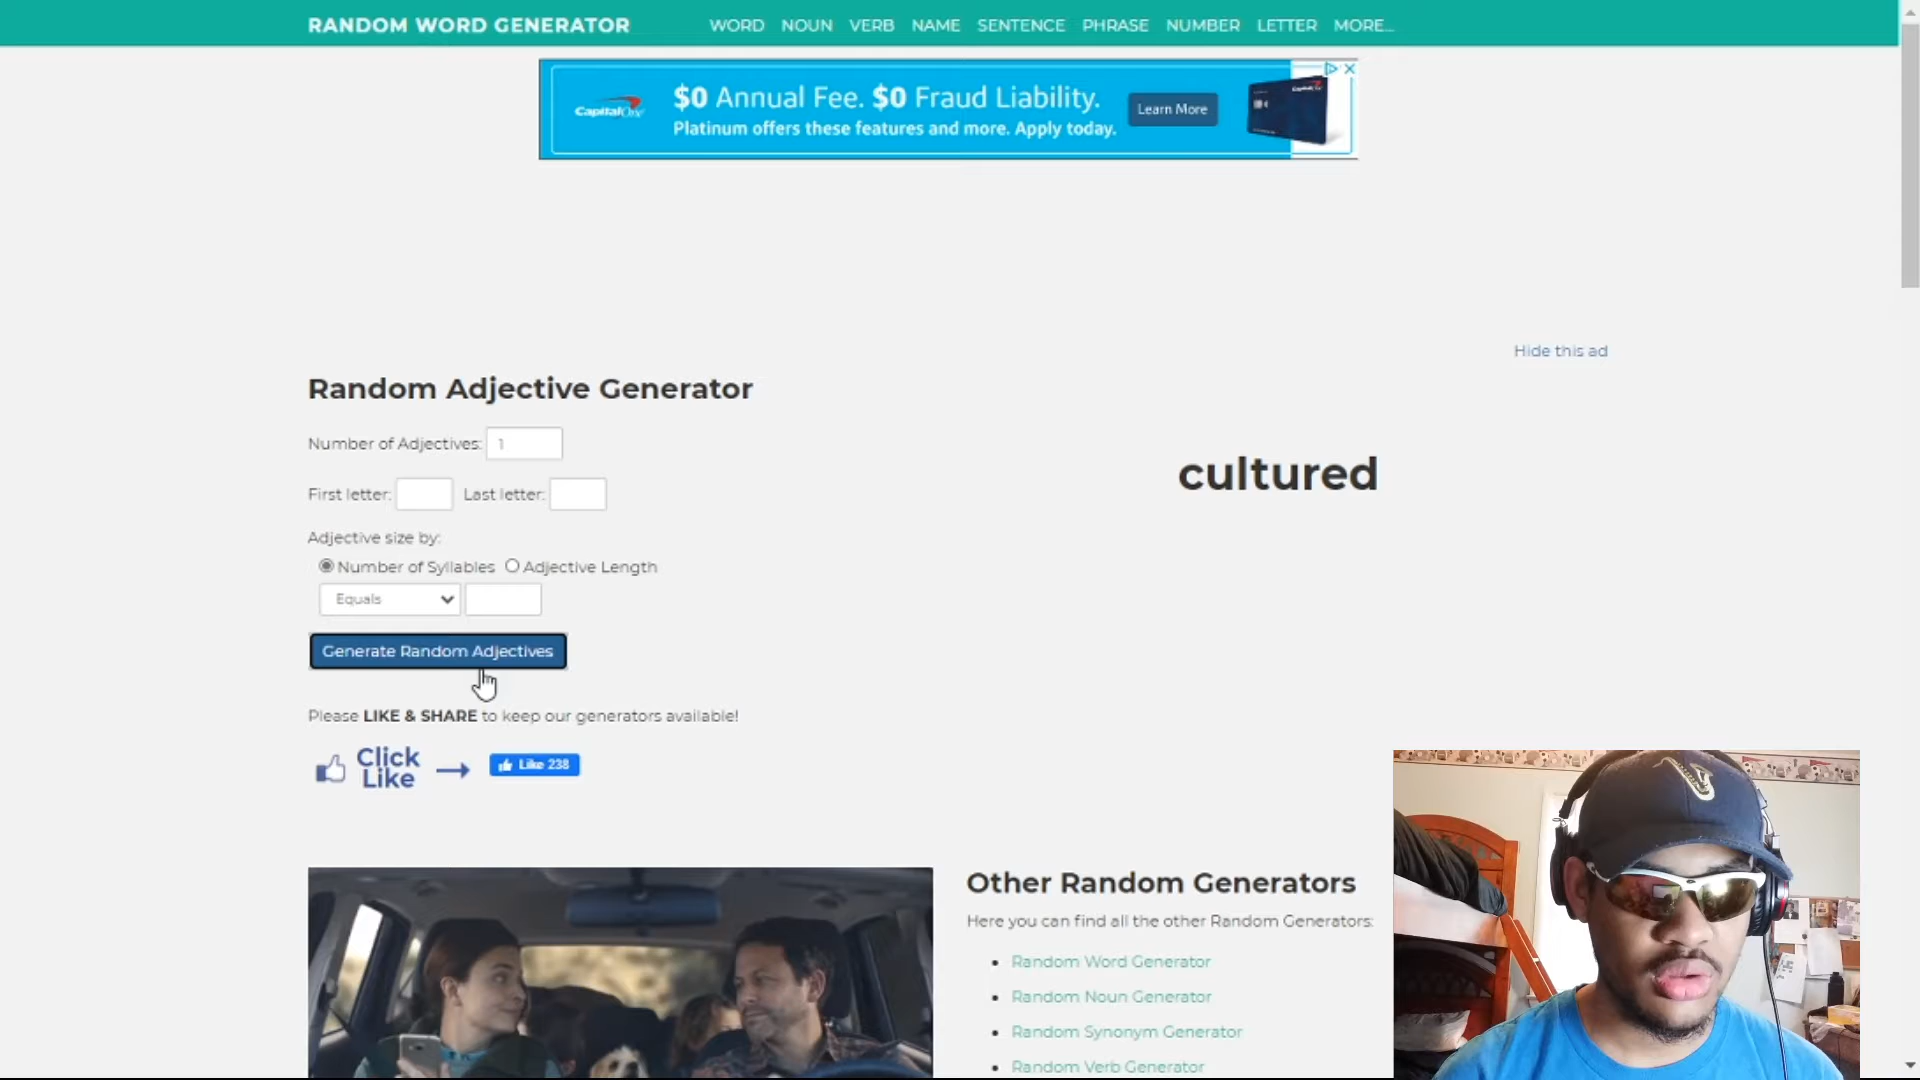 RANDOM WORD GENERATOR WORD NOUN VERB NAME SENTENCE PHRASE NUMBER LETTER MORE...
Capital One
$0 Annual Fee. $0 Fraud Liability.
Platinum offers these features and more. Apply today.
Learn More
Hide this ad
Random Adjective Generator
Number of Adjectives: 1
cultured
First letter: Last letter:
Adjective size by:
Number of Syllables Adjective Length
Equals
Generate Random Adjectives
Please LIKE & SHARE to keep our generators available!
Click
Like
Like 238
Other Random Generators
Here you can find all the other Random Generators:
Random Word Generator
Random Noun Generator
Random Synonym Generator
Random Verb Generator